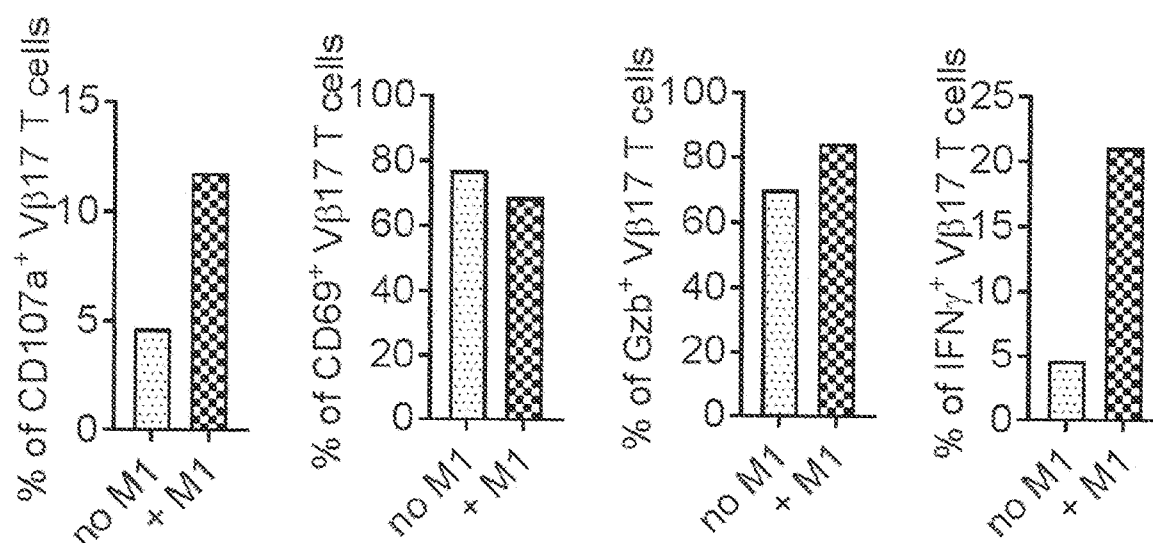 % of CD107a⁺ Vβ17 T cells
15
10
5
0
no M1
+ M1
% of CD69⁺ Vβ17 T cells
100
80
60
40
20
0
no M1
+ M1
% of Gzb⁺ Vβ17 T cells
100
80
60
40
20
0
no M1
+ M1
% of IFNγ⁺ Vβ17 T cells
25
20
15
10
5
0
no M1
+ M1